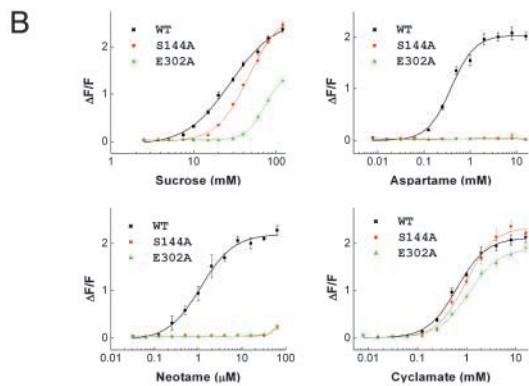 B
WT
S144A
E302A
ΔF/F
2
1
0
1
10
100
Sucrose (mM)
WT
S144A
E302A
ΔF/F
2
1
0
0.01
0.1
1
10
Aspartame (mM)
WT
S144A
E302A
ΔF/F
2
1
0
0.01
0.1
1
10
100
Neotame (μM)
WT
S144A
E302A
ΔF/F
2
1
0
0.01
0.1
1
10
Cyclamate (mM)